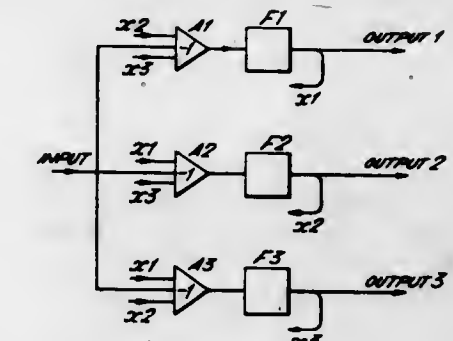 x2 A1 F1
-1 OUTPUT 1
x3 x1
x1 A2 F2
INPUT -1 OUTPUT 2
x3 x2
x1 A3 F3
-1 OUTPUT 3
x2 x3